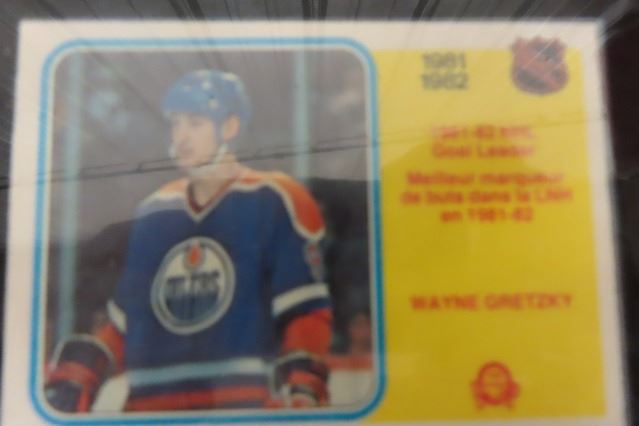 1981
1982
1981-82 NHL
Goal Leader
Meilleur marqueur
de buts dans la LNH
en 1981-82
WAYNE GRETZKY
OILERS